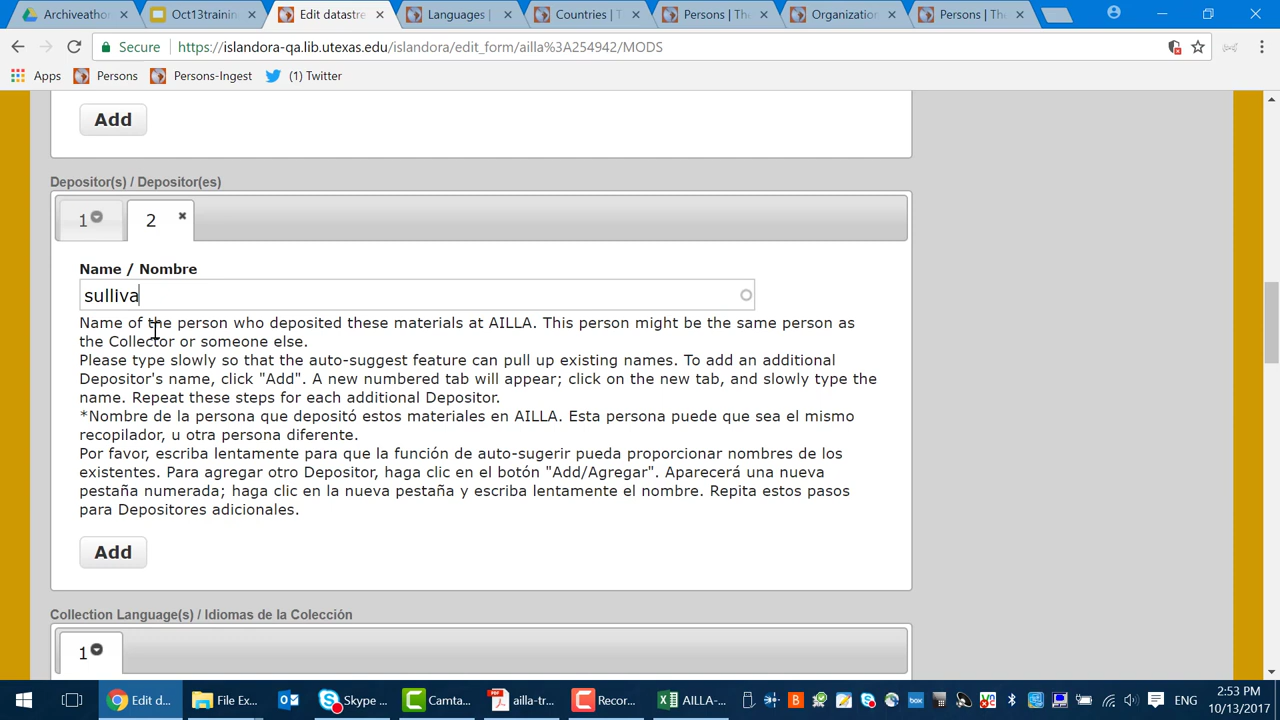 Archiveathor
Oct13training
Edit datastre
Languages |
Countries | T
Persons | The
Organization
Persons | The
Secure
https://islandora-qa.lib.utexas.edu/islandora/edit_form/ailla%3A254942/MODS
Apps
Persons
Persons-Ingest
(1) Twitter
Add
Depositor(s) / Depositor(es)
1
2
Name / Nombre
sulliva
Name of the person who deposited these materials at AILLA. This person might be the same person as
the Collector or someone else.
Please type slowly so that the auto-suggest feature can pull up existing names. To add an additional
Depositor's name, click "Add". A new numbered tab will appear; click on the new tab, and slowly type the
name. Repeat these steps for each additional Depositor.
*Nombre de la persona que depositó estos materiales en AILLA. Esta persona puede que sea el mismo
recopilador, u otra persona diferente.
Por favor, escriba lentamente para que la función de auto-sugerir pueda proporcionar nombres de los
existentes. Para agregar otro Depositor, haga clic en el botón "Add/Agregar". Aparecerá una nueva
pestaña numerada; haga clic en la nueva pestaña y escriba lentamente el nombre. Repita estos pasos
para Depositores adicionales.
Add
Collection Language(s) / Idiomas de la Colección
1
Edit d...
File Ex...
Skype ...
Camta...
ailla-tr...
Recor...
AILLA-...
ENG
2:53 PM
10/13/2017